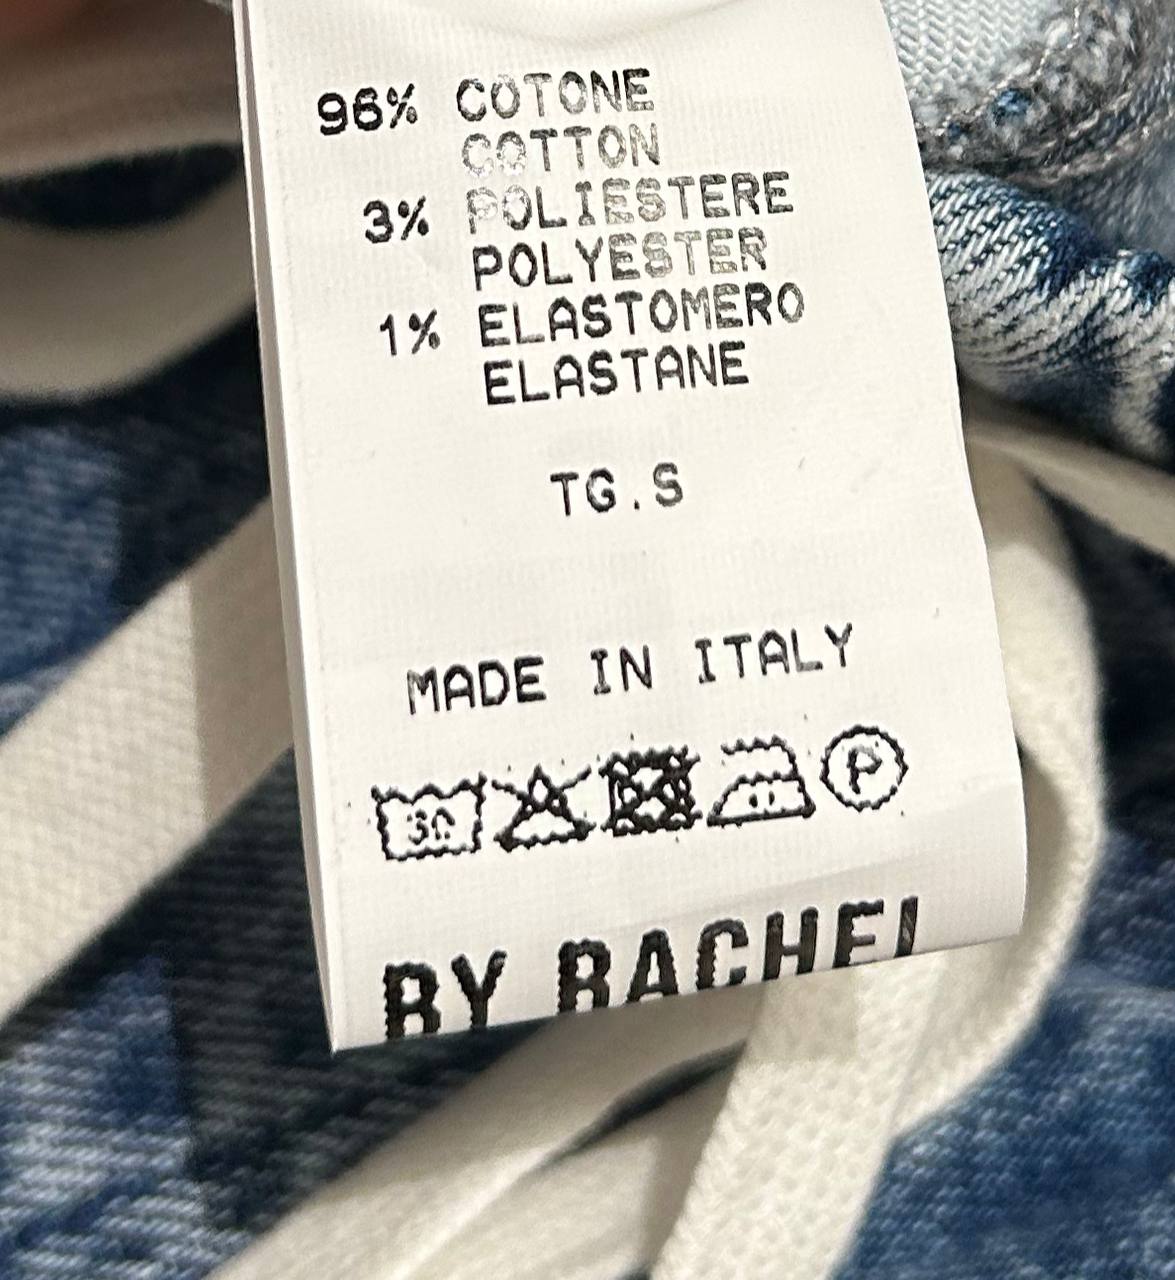 96% COTONE
COTTON
3% POLIESTERE
POLYESTER
1% ELASTOMERO
ELASTANE
TG.S
MADE IN ITALY
30
P
BY RACHEL